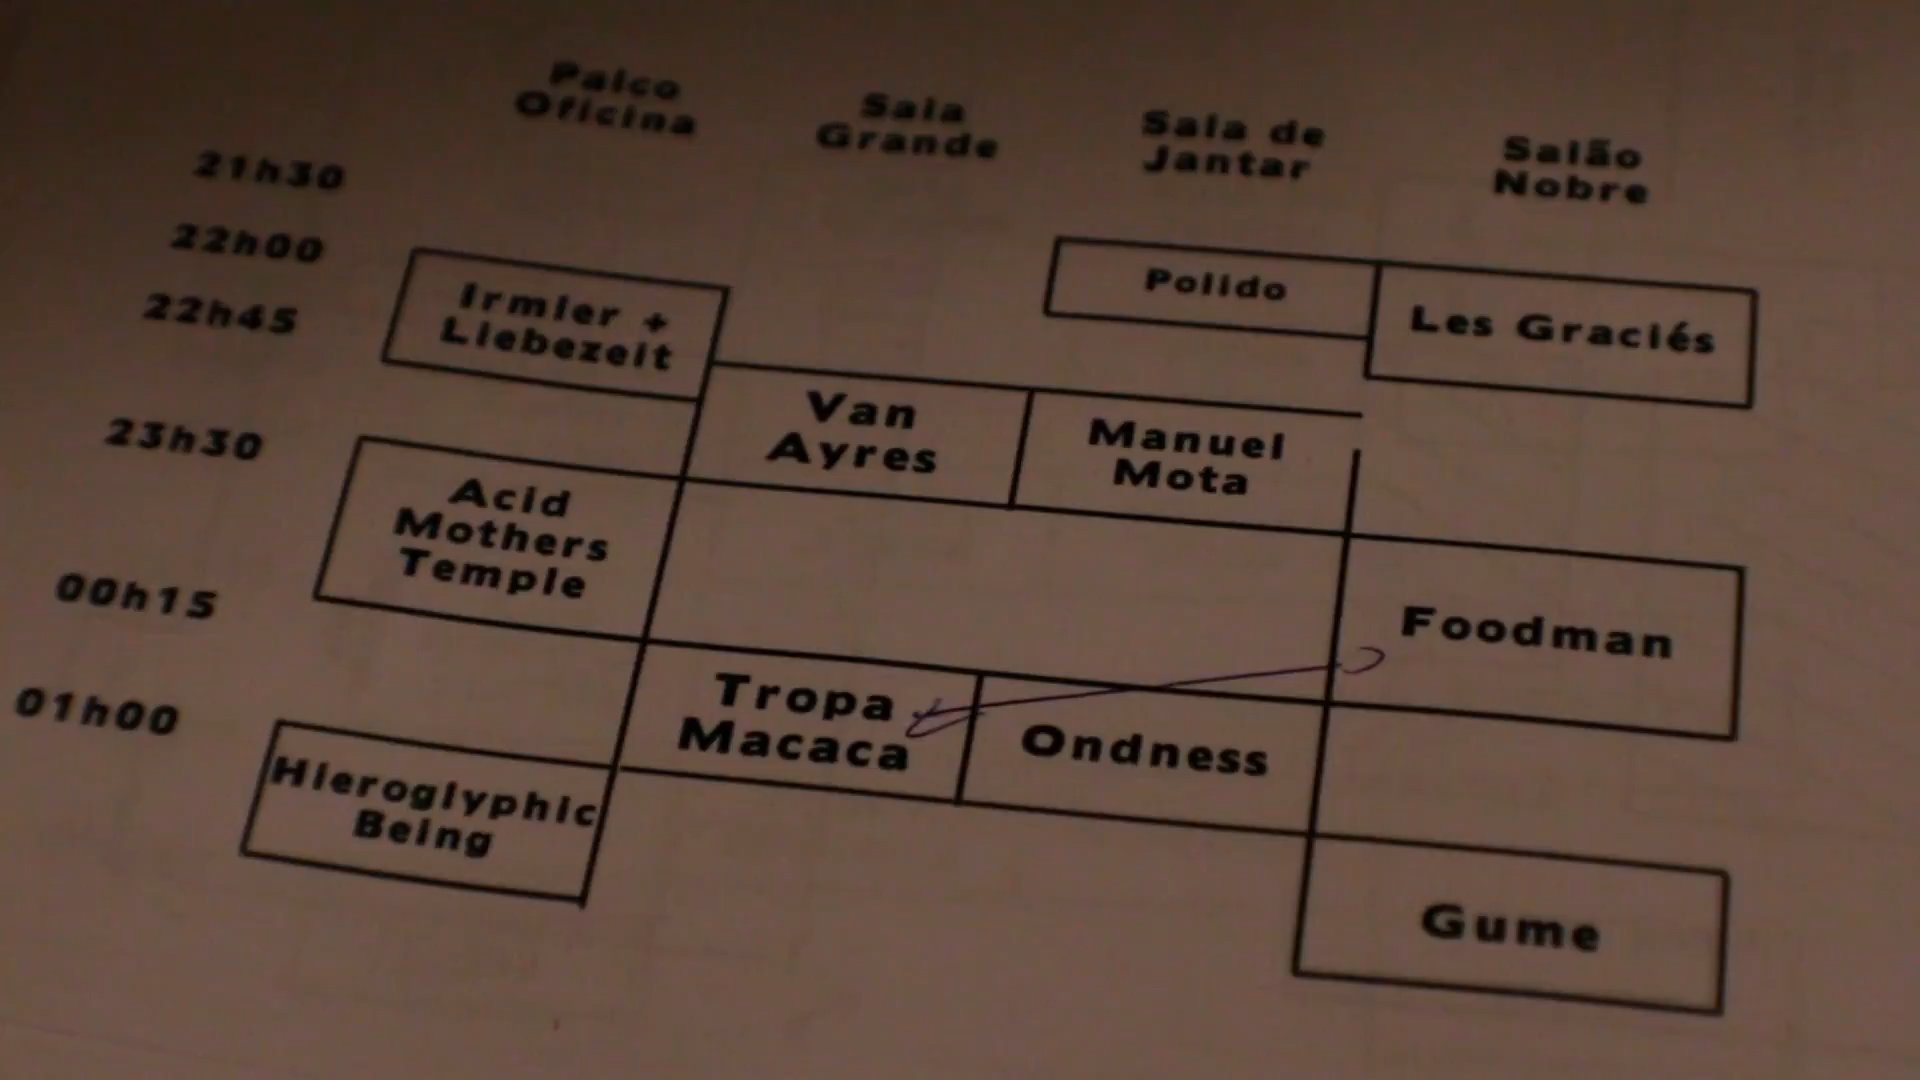 Palco
Oficina
Sala
Grande
Sala de
Jantar
Salão
Nobre
21h30
22h00
22h45
23h30
00h15
01h00
Polido
Les Graciés
Irmler +
Liebezeit
Van
Ayres
Manuel
Mota
Acid
Mothers
Temple
Foodman
Tropa
Macaca
Ondness
Hieroglyphic
Being
Gume